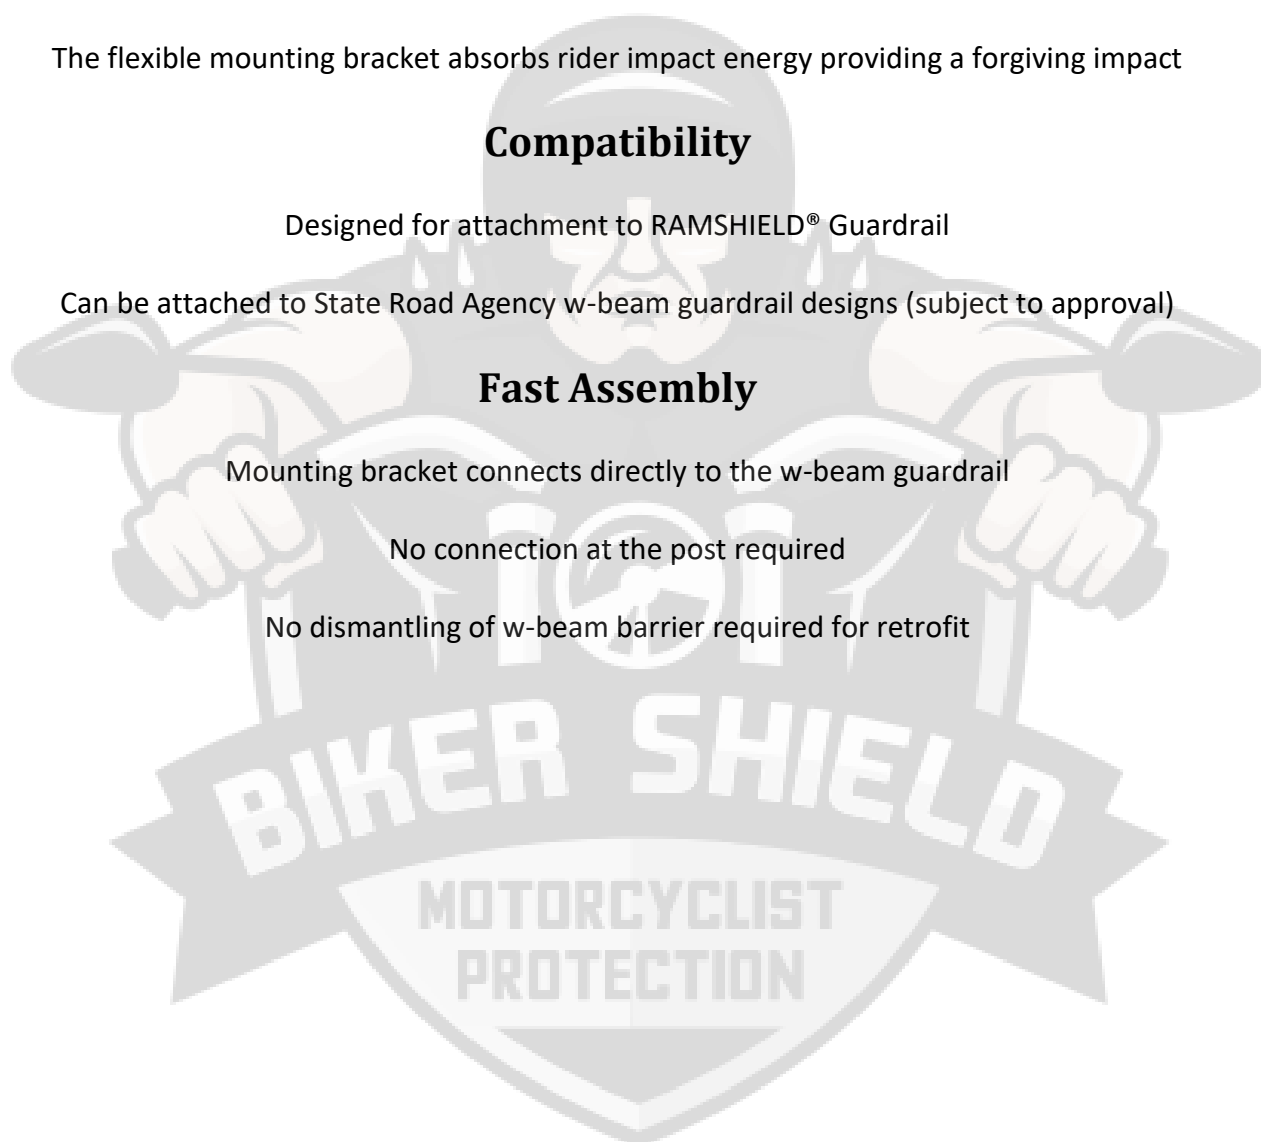 The flexible mounting bracket absorbs rider impact energy providing a forgiving impact
Compatibility
Designed for attachment to RAMSHIELD® Guardrail
Can be attached to State Road Agency w-beam guardrail designs (subject to approval)
Fast Assembly
Mounting bracket connects directly to the w-beam guardrail
No connection at the post required
No dismantling of w-beam barrier required for retrofit
BIKER SHIELD
MOTORCYCLIST
PROTECTION